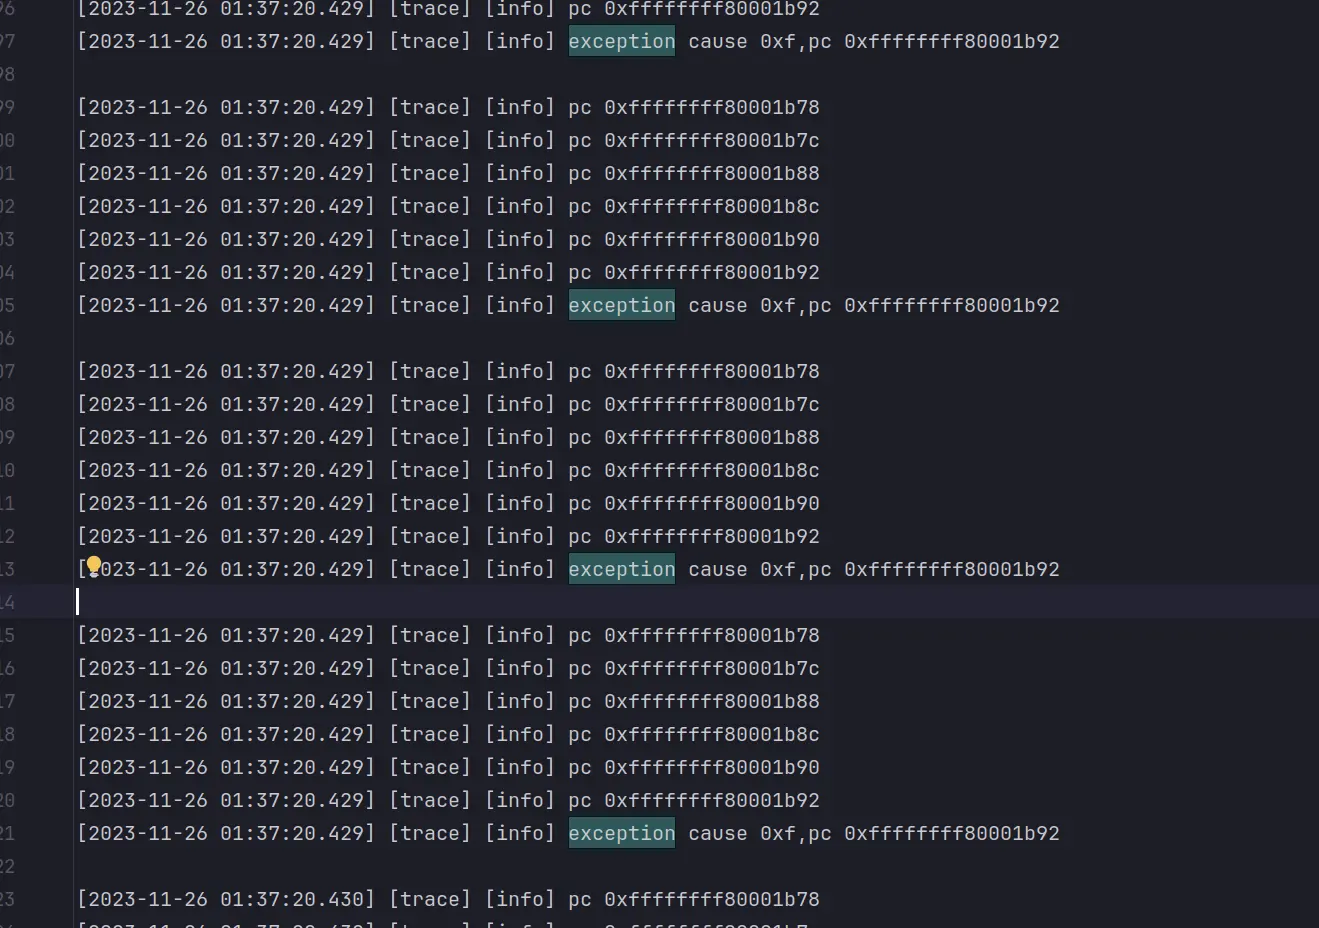 96 [2023-11-26 01:37:20.429] [trace] [info] pc 0xffffffff80001b92
97 [2023-11-26 01:37:20.429] [trace] [info] exception cause 0xf,pc 0xffffffff80001b92
98
99 [2023-11-26 01:37:20.429] [trace] [info] pc 0xffffffff80001b78
00 [2023-11-26 01:37:20.429] [trace] [info] pc 0xffffffff80001b7c
01 [2023-11-26 01:37:20.429] [trace] [info] pc 0xffffffff80001b88
02 [2023-11-26 01:37:20.429] [trace] [info] pc 0xffffffff80001b8c
03 [2023-11-26 01:37:20.429] [trace] [info] pc 0xffffffff80001b90
04 [2023-11-26 01:37:20.429] [trace] [info] pc 0xffffffff80001b92
05 [2023-11-26 01:37:20.429] [trace] [info] exception cause 0xf,pc 0xffffffff80001b92
06
07 [2023-11-26 01:37:20.429] [trace] [info] pc 0xffffffff80001b78
08 [2023-11-26 01:37:20.429] [trace] [info] pc 0xffffffff80001b7c
09 [2023-11-26 01:37:20.429] [trace] [info] pc 0xffffffff80001b88
10 [2023-11-26 01:37:20.429] [trace] [info] pc 0xffffffff80001b8c
11 [2023-11-26 01:37:20.429] [trace] [info] pc 0xffffffff80001b90
12 [2023-11-26 01:37:20.429] [trace] [info] pc 0xffffffff80001b92
13 [2023-11-26 01:37:20.429] [trace] [info] exception cause 0xf,pc 0xffffffff80001b92
14
15 [2023-11-26 01:37:20.429] [trace] [info] pc 0xffffffff80001b78
16 [2023-11-26 01:37:20.429] [trace] [info] pc 0xffffffff80001b7c
17 [2023-11-26 01:37:20.429] [trace] [info] pc 0xffffffff80001b88
18 [2023-11-26 01:37:20.429] [trace] [info] pc 0xffffffff80001b8c
19 [2023-11-26 01:37:20.429] [trace] [info] pc 0xffffffff80001b90
20 [2023-11-26 01:37:20.429] [trace] [info] pc 0xffffffff80001b92
21 [2023-11-26 01:37:20.429] [trace] [info] exception cause 0xf,pc 0xffffffff80001b92
22
23 [2023-11-26 01:37:20.430] [trace] [info] pc 0xffffffff80001b78